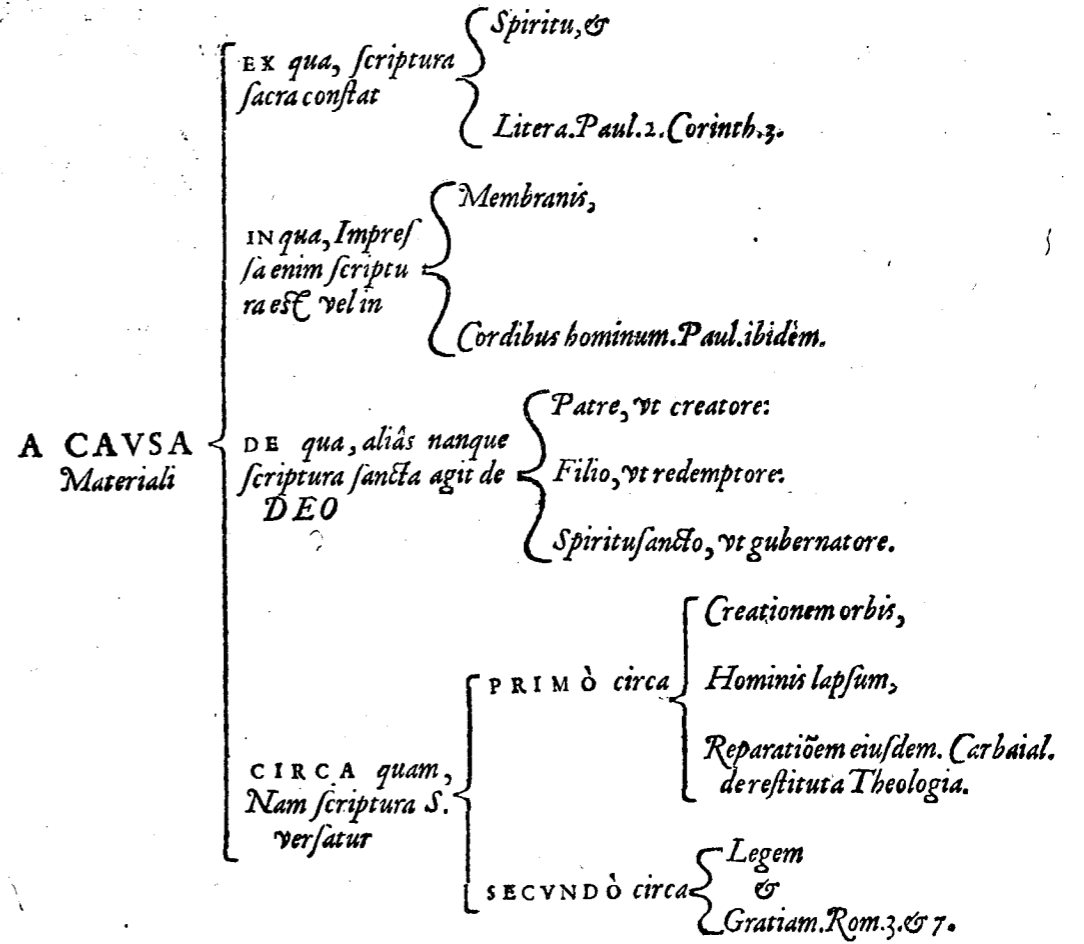 Spiritu, &
EX qua, ſcriptura
ſacra conſtat
Litera. Paul. 2. Corinth. 3.
Membranis,
IN qua, Impreſ
ſa enim ſcriptu
ra eſt vel in
Cordibus hominum. Paul. ibidèm.
A CAVSA
Materiali
Patre, vt creatore:
DE qua, aliâs nanque
ſcriptura ſancta agit de
DEO
Filio, vt redemptore:
Spirituſancto, vt gubernatore.
CIRCA quam,
Nam ſcriptura S.
verſatur
PRIMÒ circa
Creationem orbis,
Hominis lapſum,
Reparatiõem eiuſdem. Carbaial.
de reſtituta Theologia.
SECVNDÒ circa
Legem
&
Gratiam. Rom. 3. & 7.